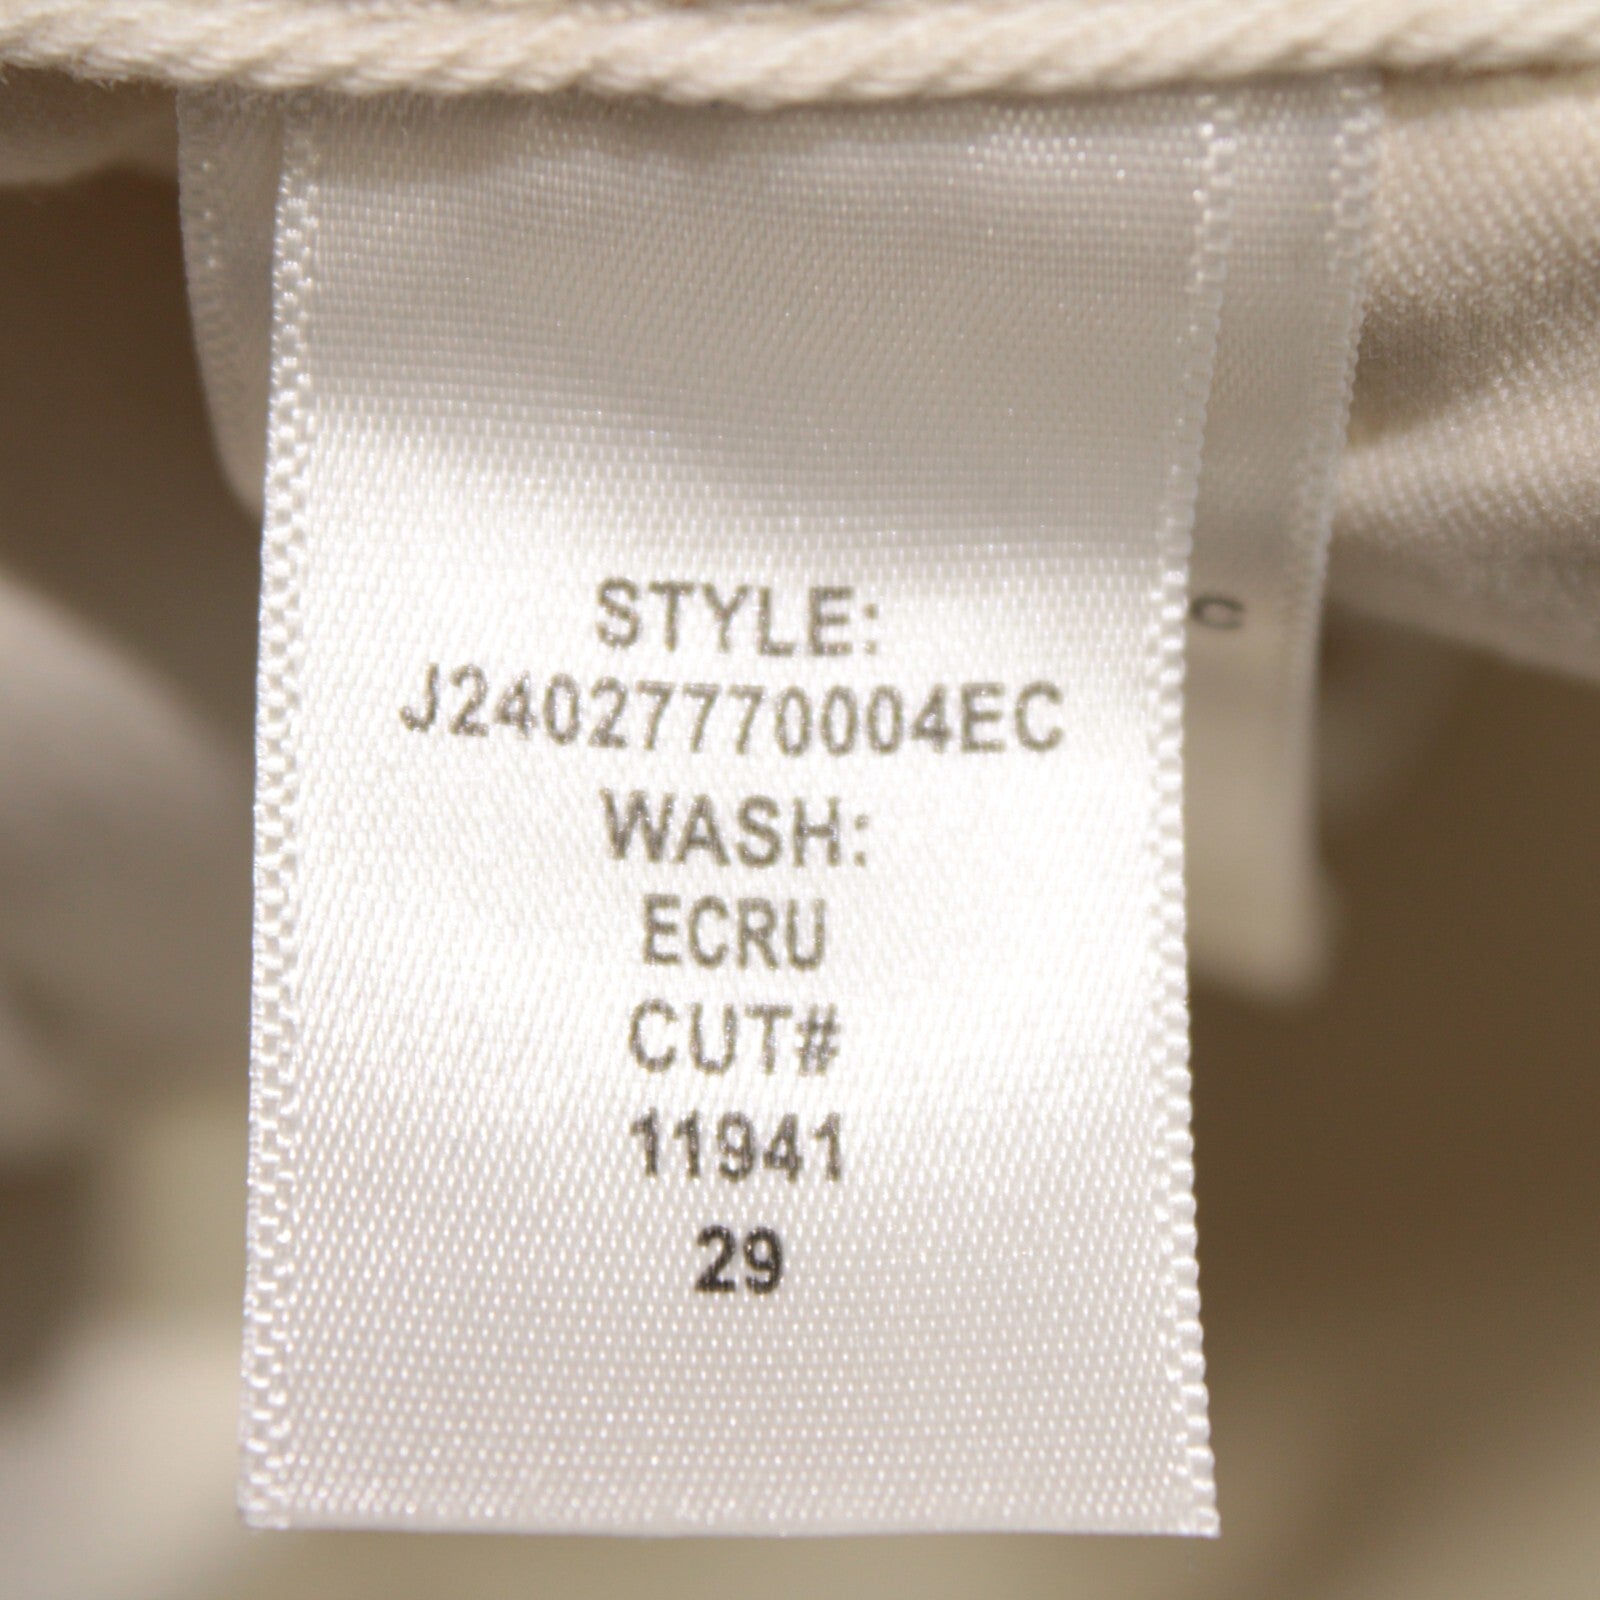 STYLE:
J24027770004EC
WASH:
ECRU
CUT#
11941
29
C